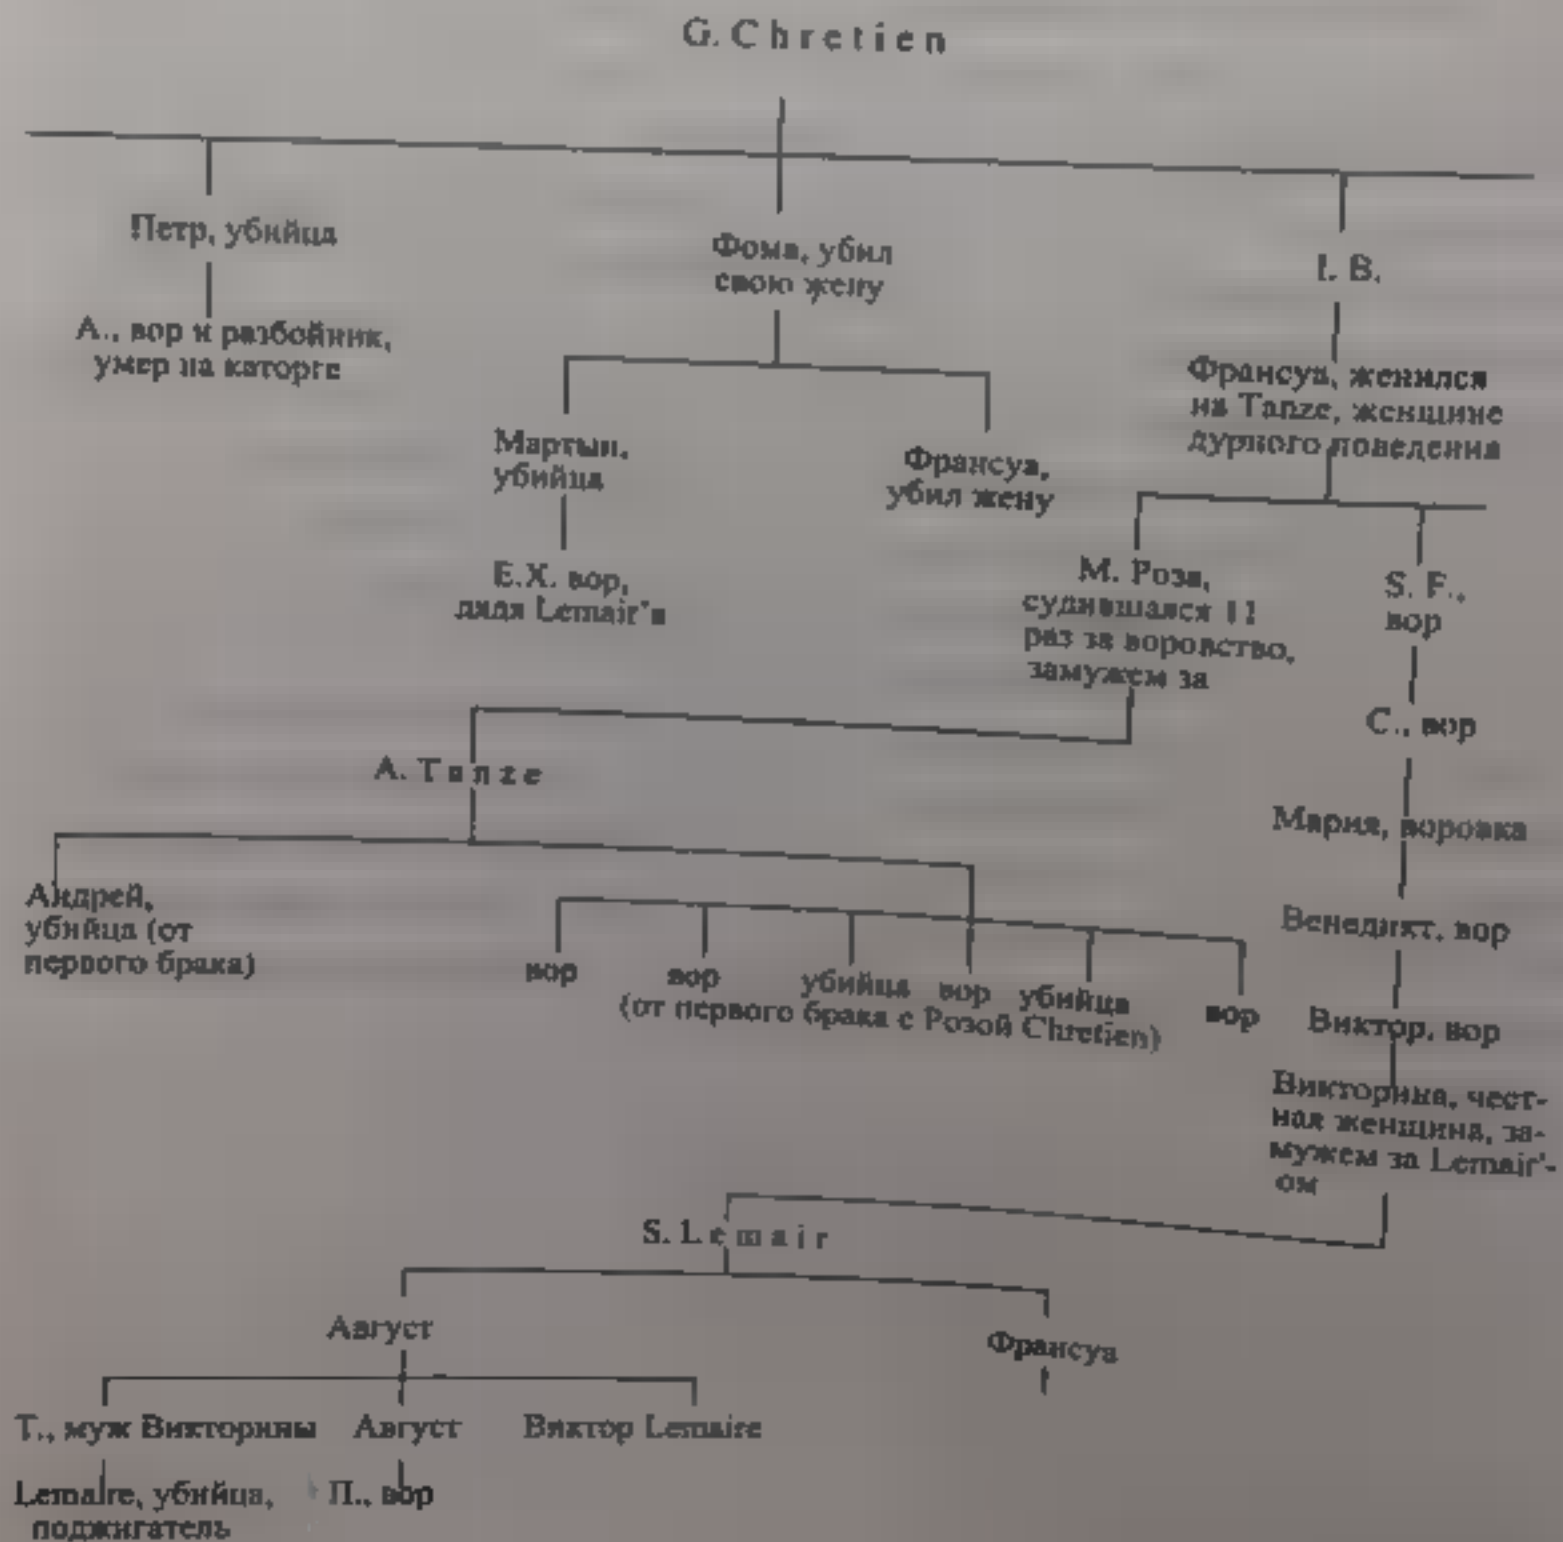 G. Chretien
Петр, убийца
Фома, убил
свою жену
I. B.
А., вор и разбойник,
умер на каторге
Франсуа, женился
на Tanze, женщине
дурного поведения
Мартын,
убийца
Франсуа,
убил жену
Е.Х. вор,
дядя Lemair'а
М. Роза,
судившаяся 11
раз за воровство,
замужем за
S. F.,
вор
С., вор
A. Tanze
Мария, воровка
Андрей,
убийца (от
первого брака)
вор
вор
убийца
вор
убийца
вор
(от первого брака с Розой Chretien)
Венедикт, вор
Виктор, вор
Викторина, чест-
ная женщина, за-
мужем за Lemair'-
ом
S. Lemair
Август
Франсуа
Т., муж Викторины
Август
Виктор Lemaire
Lemaire, убийца,
поджигатель
П., вор